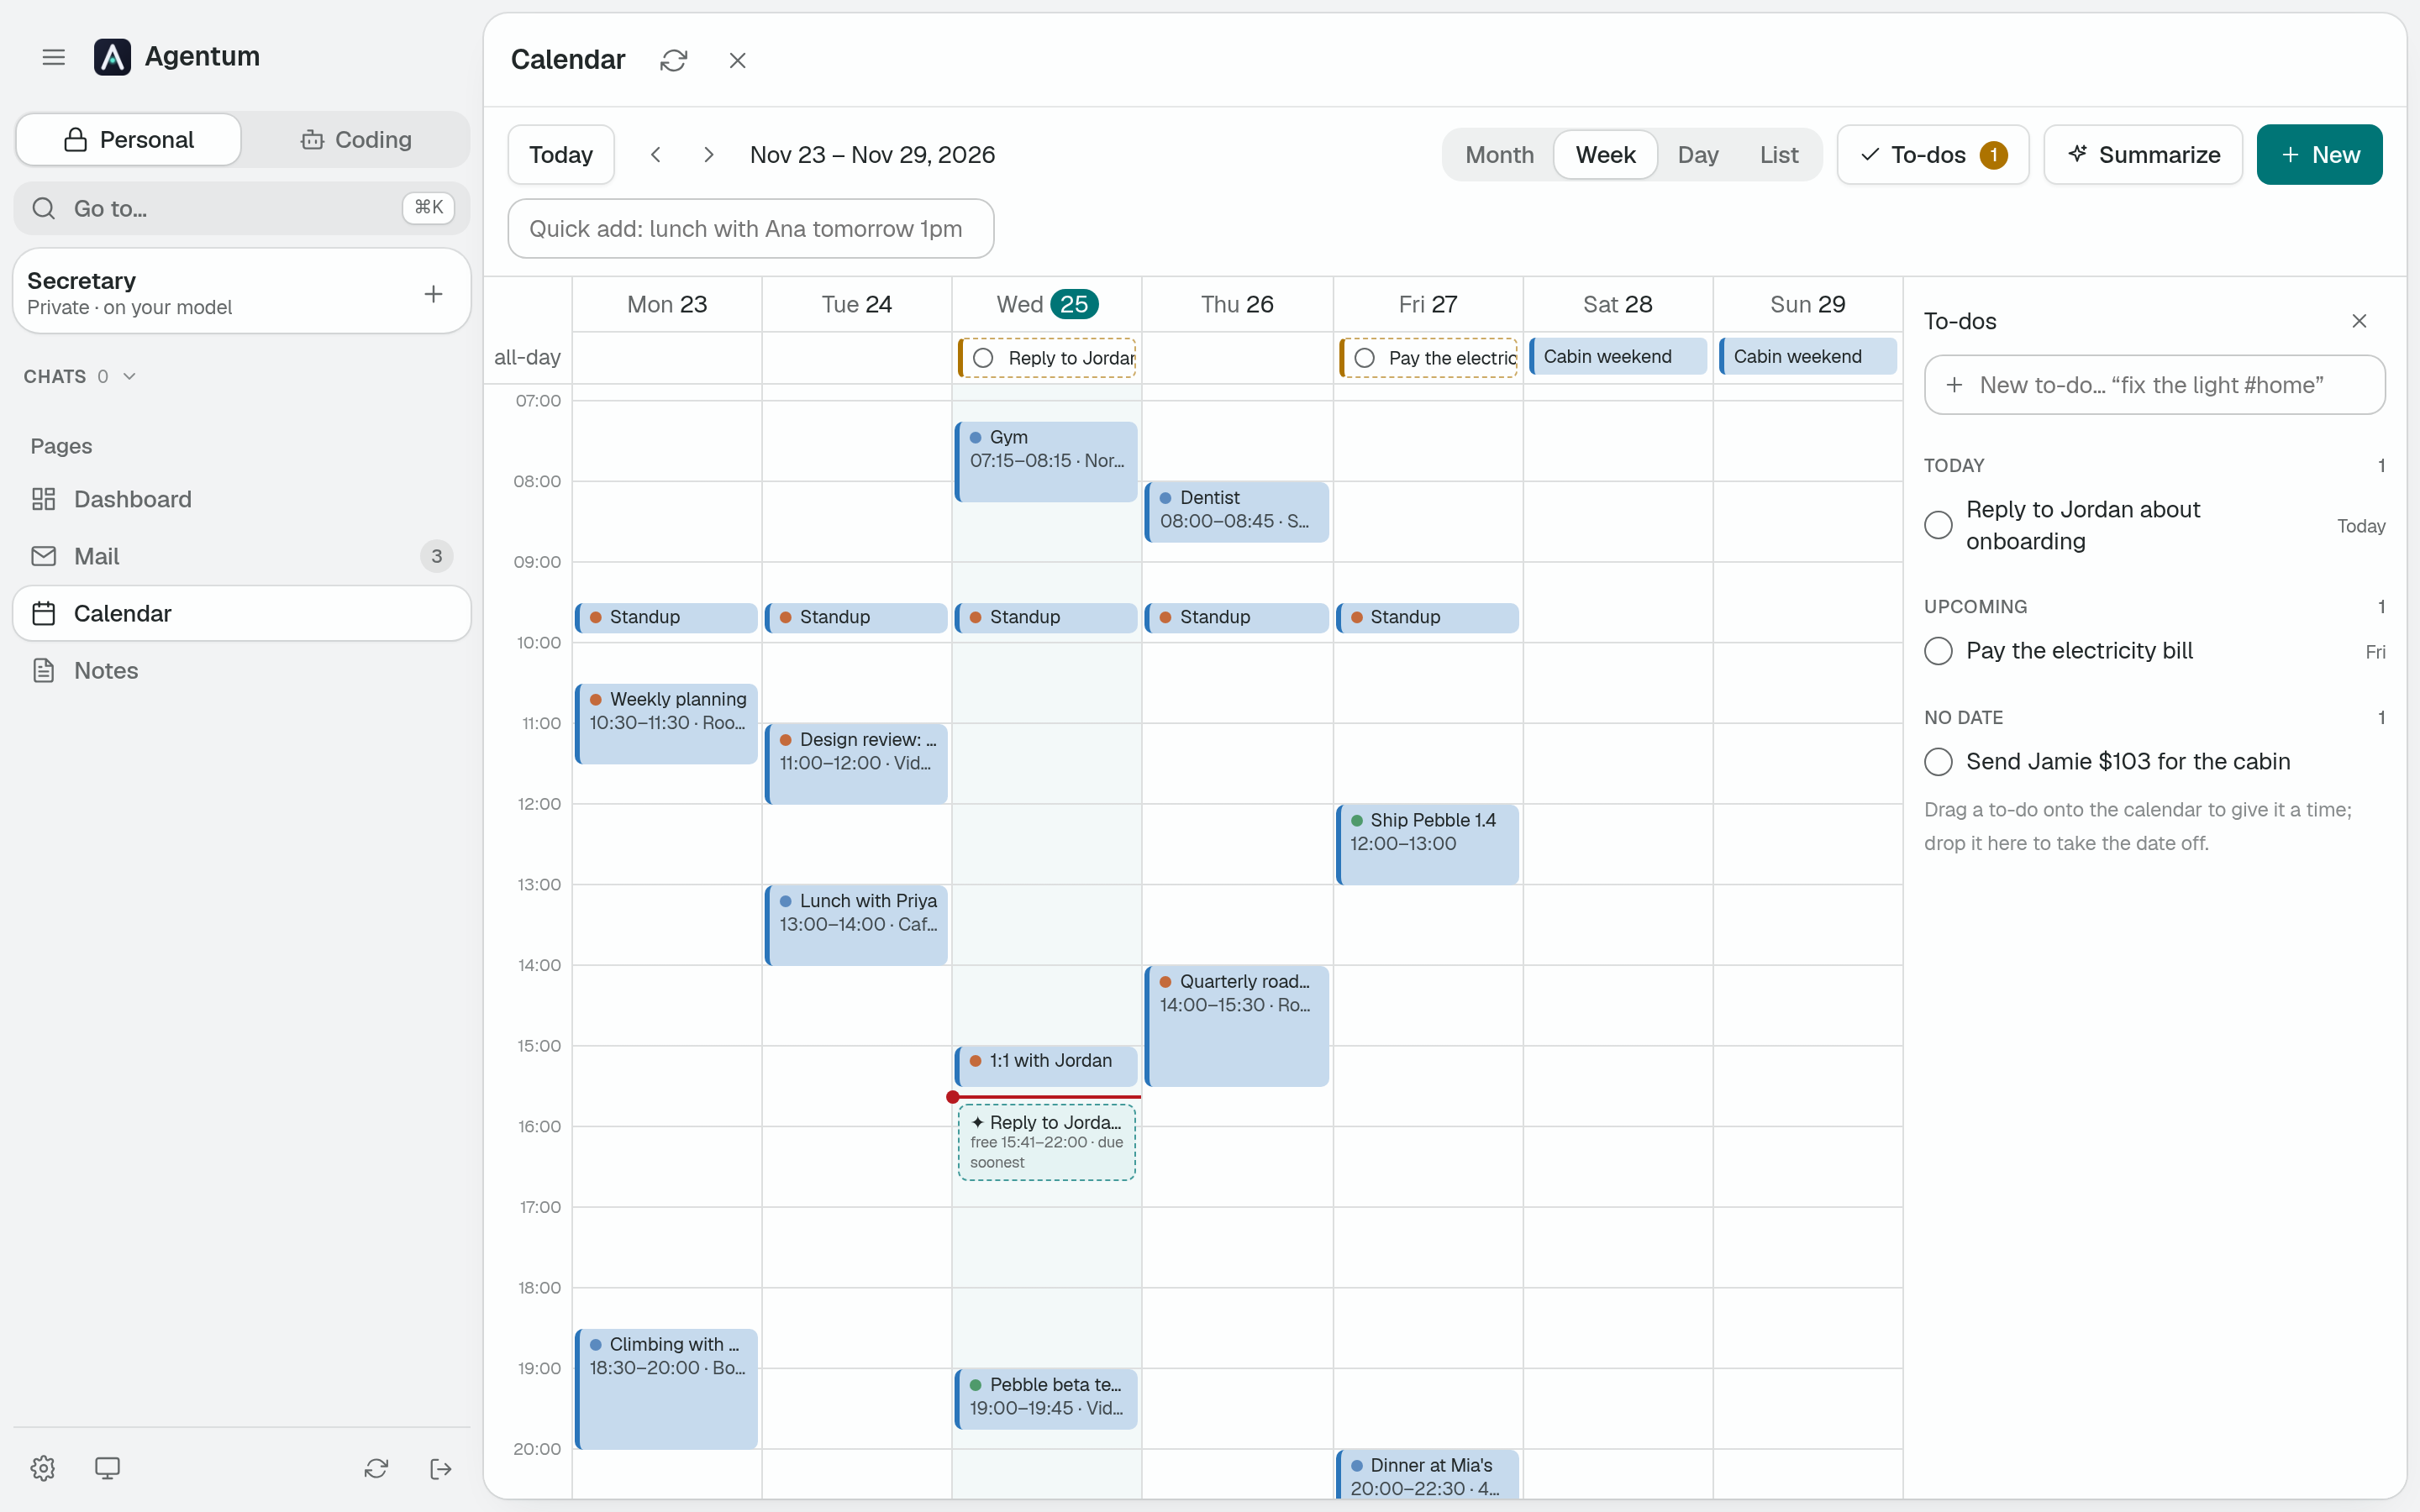 Agentum
Personal
Coding
Go to...
⌘K
Secretary
Private · on your model
CHATS 0
Pages
Dashboard
Mail 3
Calendar
Notes
Calendar
Today
Nov 23 – Nov 29, 2026
Month
Week
Day
List
To-dos 1
Summarize
New
Quick add: lunch with Ana tomorrow 1pm
Mon 23
Tue 24
Wed 25
Thu 26
Fri 27
Sat 28
Sun 29
all-day
Reply to Jordan
Pay the electric
Cabin weekend
Cabin weekend
07:00
08:00
09:00
10:00
11:00
12:00
13:00
14:00
15:00
16:00
17:00
18:00
19:00
20:00
Standup
Weekly planning
10:30–11:30 · Roo...
Climbing with ...
18:30–20:00 · Bo...
Standup
Design review: ...
11:00–12:00 · Vid...
Lunch with Priya
13:00–14:00 · Caf...
Gym
07:15–08:15 · Nor...
Standup
1:1 with Jordan
✦ Reply to Jorda...
free 15:41–22:00 · due
soonest
Pebble beta te...
19:00–19:45 · Vid...
Dentist
08:00–08:45 · S...
Standup
Quarterly road...
14:00–15:30 · Ro...
Standup
Ship Pebble 1.4
12:00–13:00
Dinner at Mia's
20:00–22:30 · 4...
To-dos
New to-do... “fix the light #home”
TODAY 1
Reply to Jordan about
onboarding
Today
UPCOMING 1
Pay the electricity bill
Fri
NO DATE 1
Send Jamie $103 for the cabin
Drag a to-do onto the calendar to give it a time;
drop it here to take the date off.